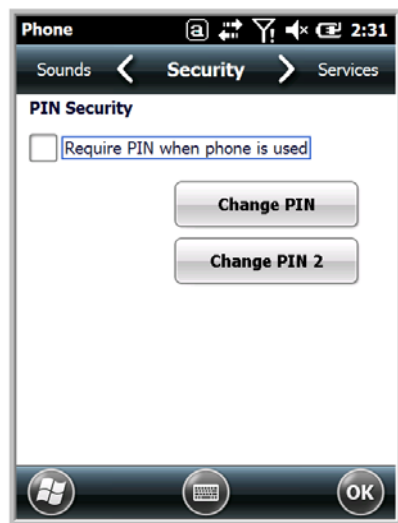 Phone a 2:31
Sounds Security Services
PIN Security
Require PIN when phone is used
Change PIN
Change PIN 2
OK